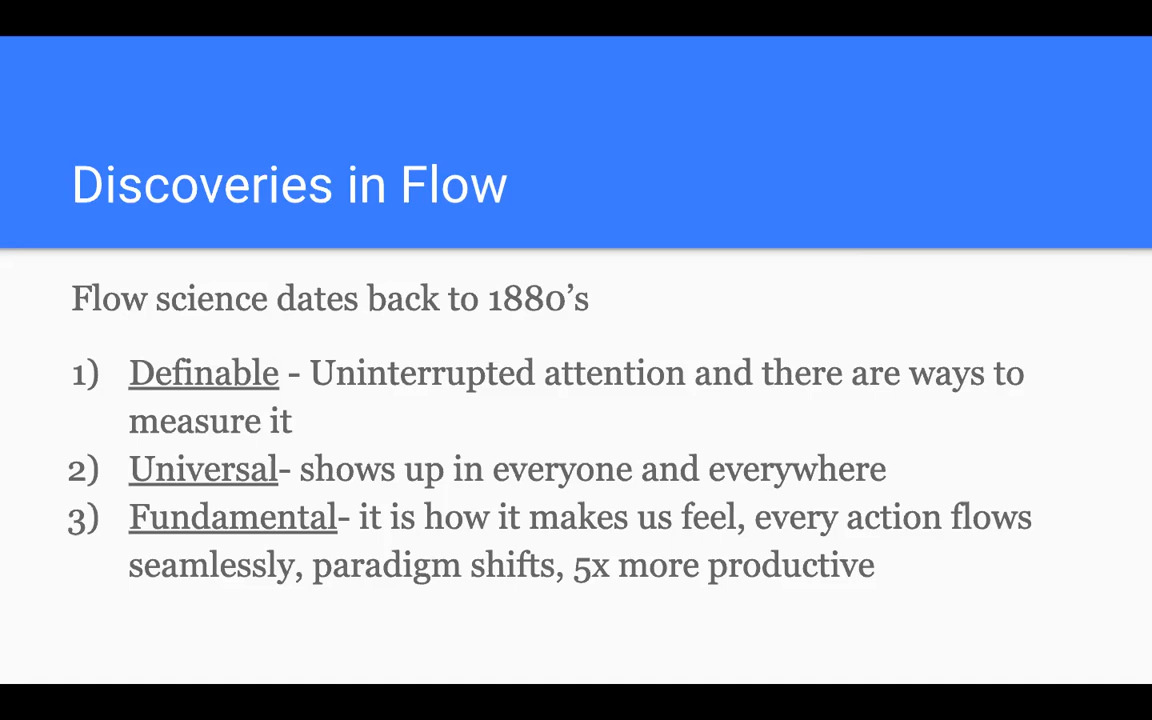 Discoveries in Flow
Flow science dates back to 1880’s
1) Definable - Uninterrupted attention and there are ways to
measure it
2) Universal- shows up in everyone and everywhere
3) Fundamental- it is how it makes us feel, every action flows
seamlessly, paradigm shifts, 5x more productive